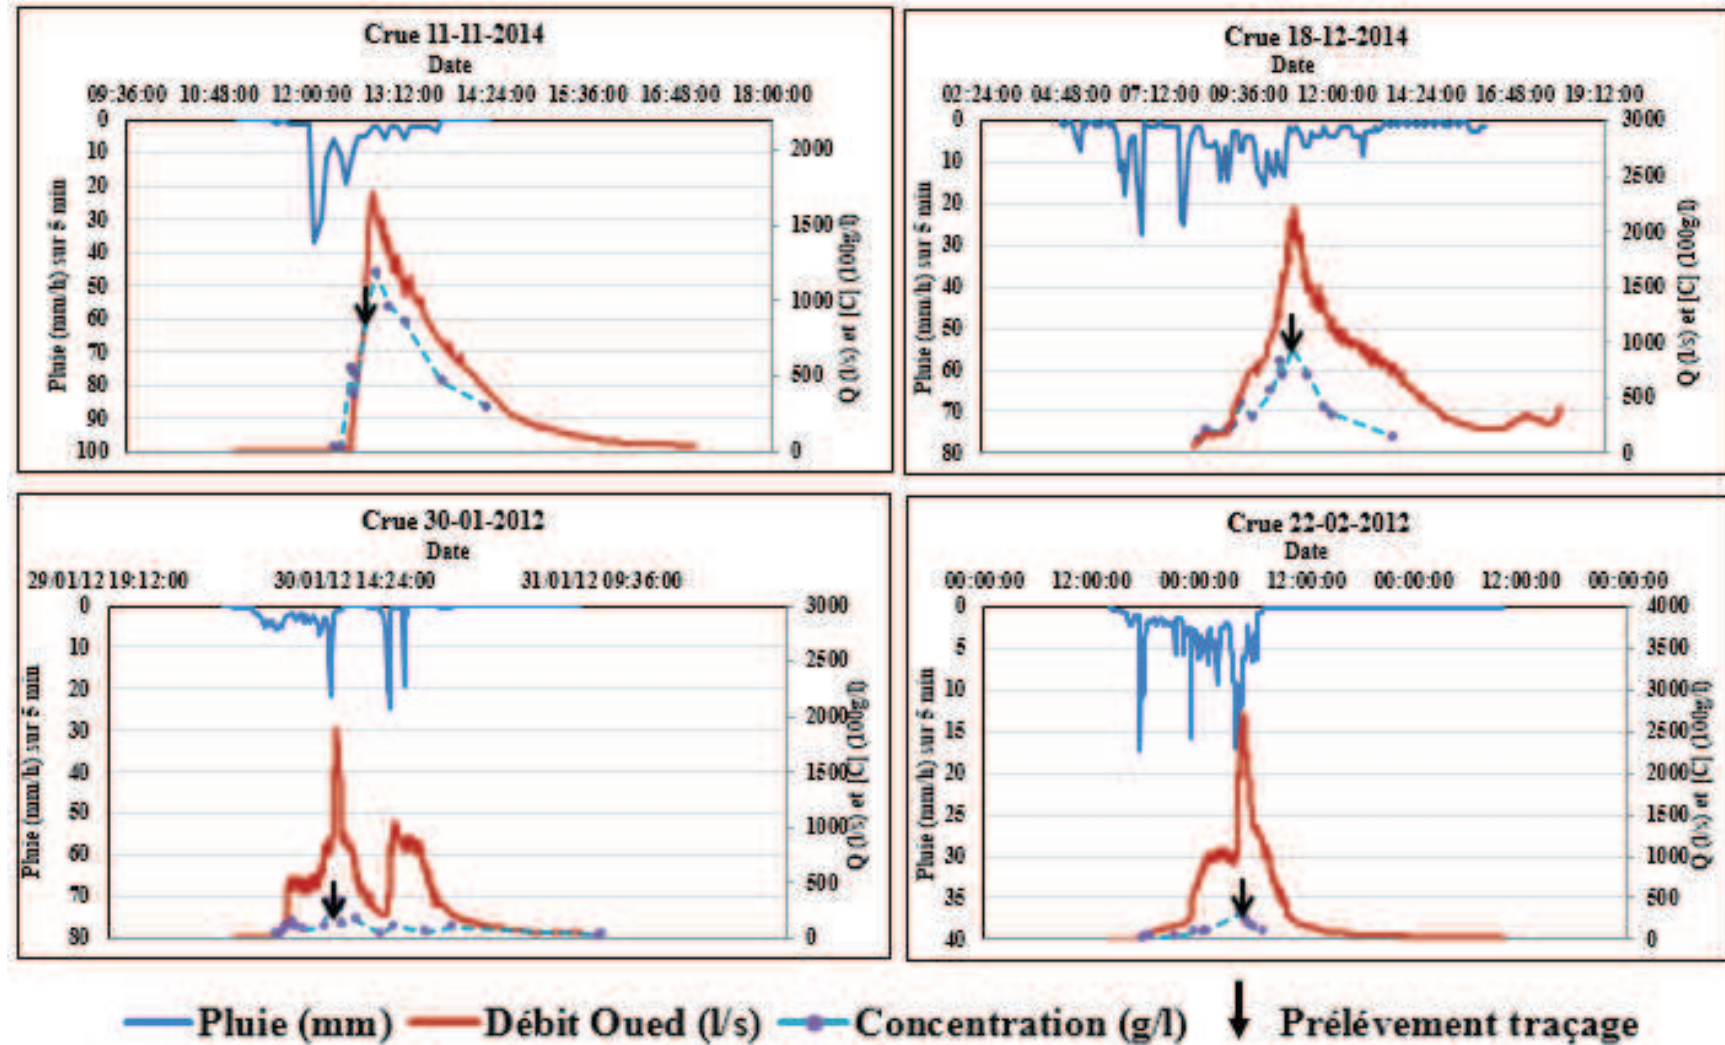 Crue 11-11-2014
Date
09:36:00 10:48:00 12:00:00 13:12:00 14:24:00 15:36:00 16:48:00 18:00:00
Pluie (mm/h) sur 5 min
0
10
20
30
40
50
60
70
80
90
100
2000
1500
1000
500
0
Q (l/s) et [C] (100g/l)
Crue 18-12-2014
Date
02:24:00 04:48:00 07:12:00 09:36:00 12:00:00 14:24:00 16:48:00 19:12:00
Pluie (mm/h) sur 5 min
0
10
20
30
40
50
60
70
80
3000
2500
2000
1500
1000
500
0
Q (l/s) et [C] (100g/l)
Crue 30-01-2012
Date
29/01/12 19:12:00 30/01/12 14:24:00 31/01/12 09:36:00
Pluie (mm/h) sur 5 min
0
10
20
30
40
50
60
70
80
3000
2500
2000
1500
1000
500
0
Q (l/s) et [C] (100g/l)
Crue 22-02-2012
Date
00:00:00 12:00:00 00:00:00 12:00:00 00:00:00 12:00:00 00:00:00
Pluie (mm/h) sur 5 min
0
5
10
15
20
25
30
35
40
4000
3000
2000
1000
0
Q (l/s) et [C] (100g/l)
Pluie (mm) Débit Oued (l/s) Concentration (g/l) Prélévement traçage